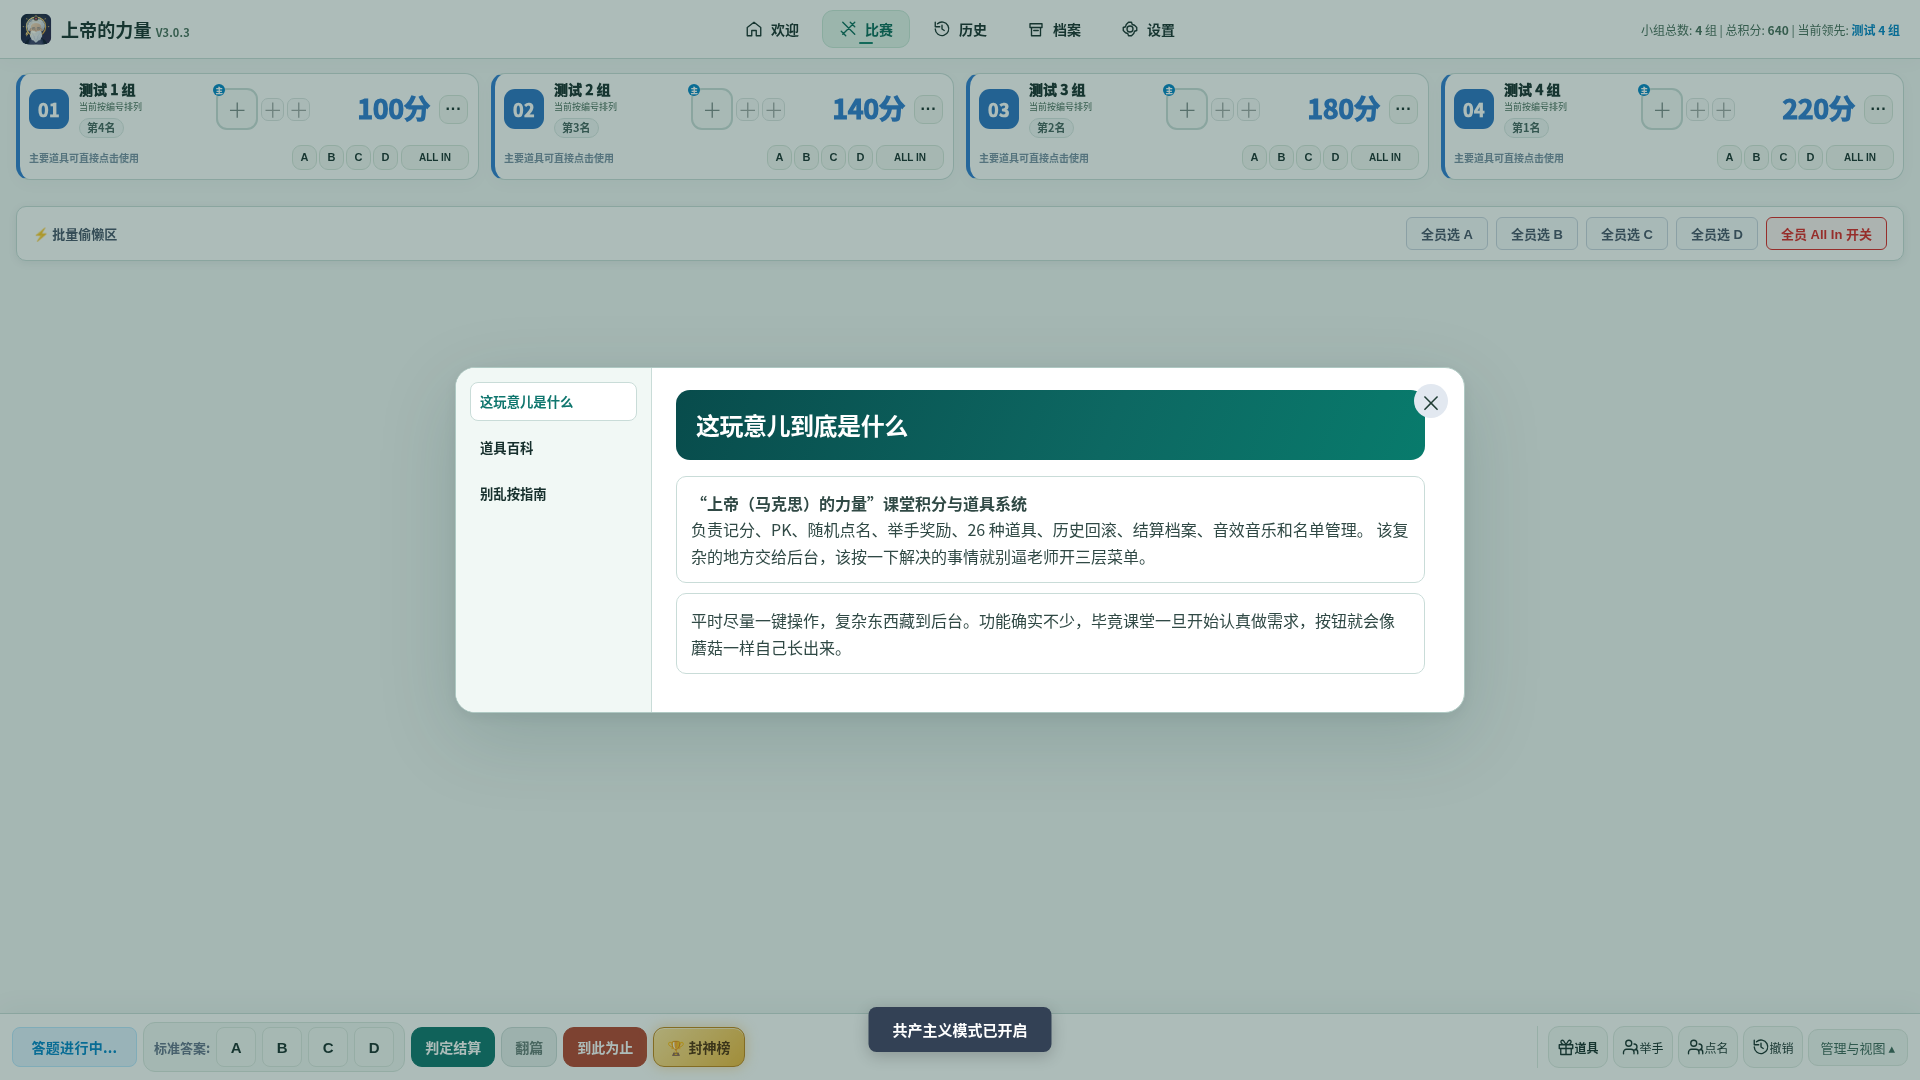 上帝的力量 V3.0.3
欢迎
比赛
历史
档案
设置
小组总数: 4 组 | 总积分: 640 | 当前领先: 测试 4 组
01
测试 1 组
当前按编号排列
第4名
主
100分
主要道具可直接点击使用
A B C D ALL IN
02
测试 2 组
当前按编号排列
第3名
主
140分
主要道具可直接点击使用
A B C D ALL IN
03
测试 3 组
当前按编号排列
第2名
主
180分
主要道具可直接点击使用
A B C D ALL IN
04
测试 4 组
当前按编号排列
第1名
主
220分
主要道具可直接点击使用
A B C D ALL IN
⚡ 批量偷懒区
全员选 A
全员选 B
全员选 C
全员选 D
全员 All In 开关
这玩意儿是什么
道具百科
别乱按指南
这玩意儿到底是什么
“上帝（马克思）的力量”课堂积分与道具系统
负责记分、PK、随机点名、举手奖励、26 种道具、历史回滚、结算档案、音效音乐和名单管理。 该复
杂的地方交给后台，该按一下解决的事情就别逼老师开三层菜单。
平时尽量一键操作，复杂东西藏到后台。功能确实不少，毕竟课堂一旦开始认真做需求，按钮就会像
蘑菇一样自己长出来。
共产主义模式已开启
答题进行中...
标准答案: A B C D
判定结算
翻篇
到此为止
🏆 封神榜
道具
举手
点名
撤销
管理与视图 ▴